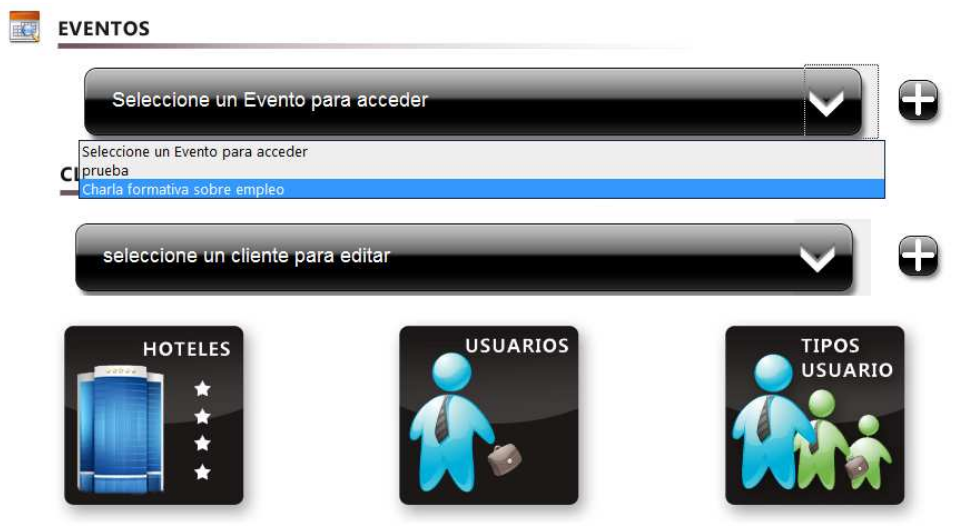 EVENTOS
Seleccione un Evento para acceder
Seleccione un Evento para acceder
prueba
Charla formativa sobre empleo
seleccione un cliente para editar
HOTELES
USUARIOS
TIPOS
USUARIO